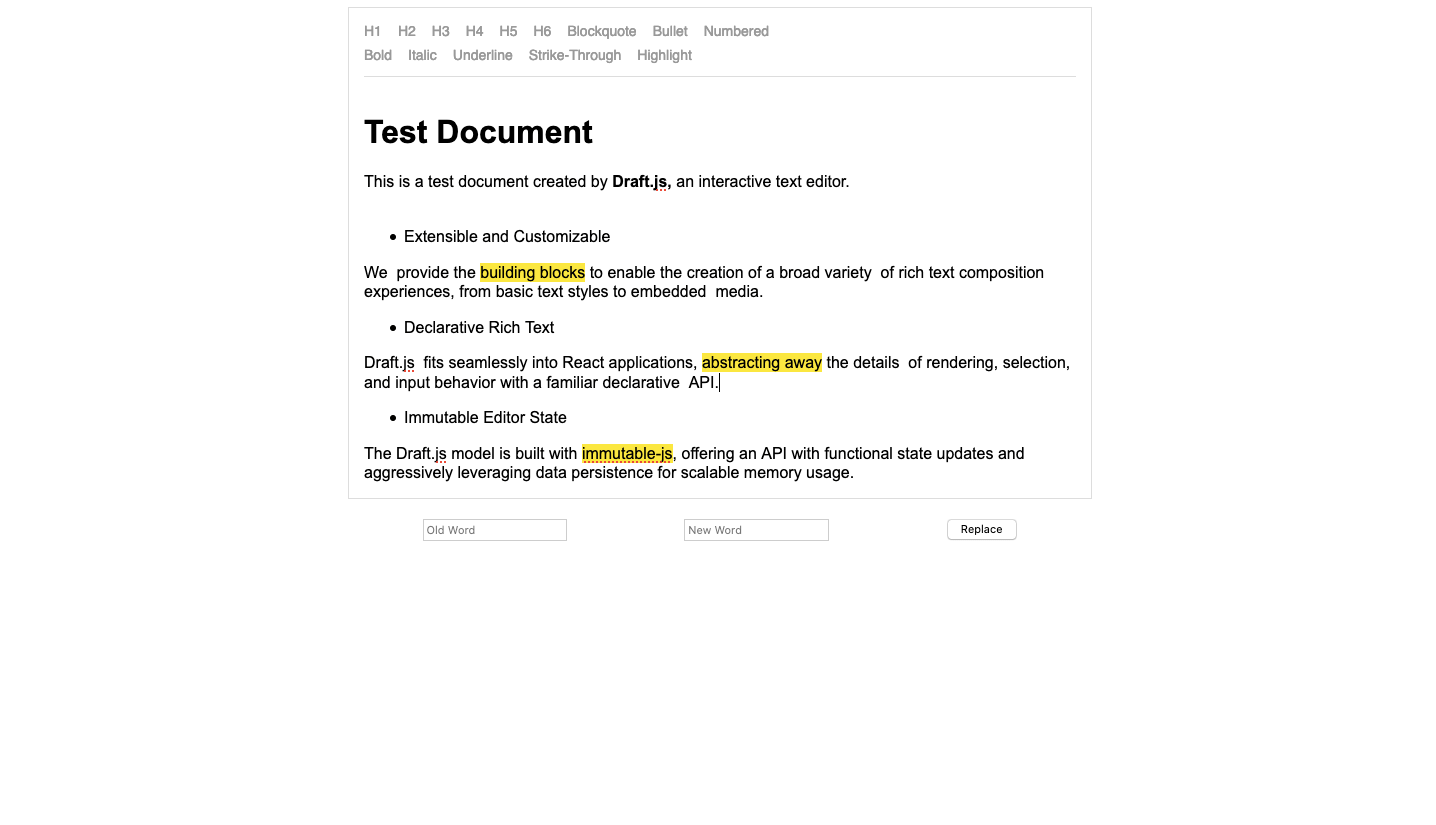 H1 H2 H3 H4 H5 H6 Blockquote Bullet Numbered
Bold Italic Underline Strike-Through Highlight
Test Document
This is a test document created by Draft.js, an interactive text editor.
• Extensible and Customizable
We  provide the building blocks to enable the creation of a broad variety  of rich text composition
experiences, from basic text styles to embedded  media.
• Declarative Rich Text
Draft.js  fits seamlessly into React applications, abstracting away the details  of rendering, selection,
and input behavior with a familiar declarative  API.
• Immutable Editor State
The Draft.js model is built with immutable-js, offering an API with functional state updates and
aggressively leveraging data persistence for scalable memory usage.
Old Word New Word Replace